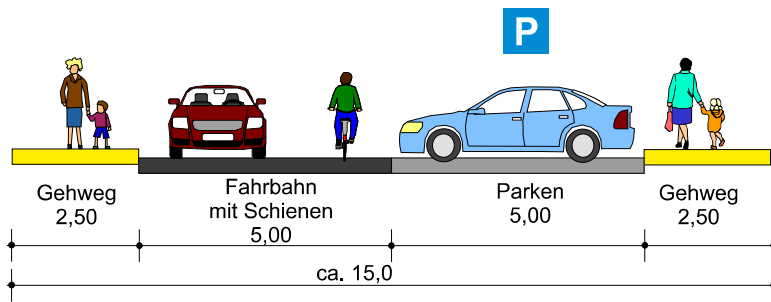 P
Gehweg
2,50
Fahrbahn
mit Schienen
5,00
Parken
5,00
Gehweg
2,50
ca. 15,0